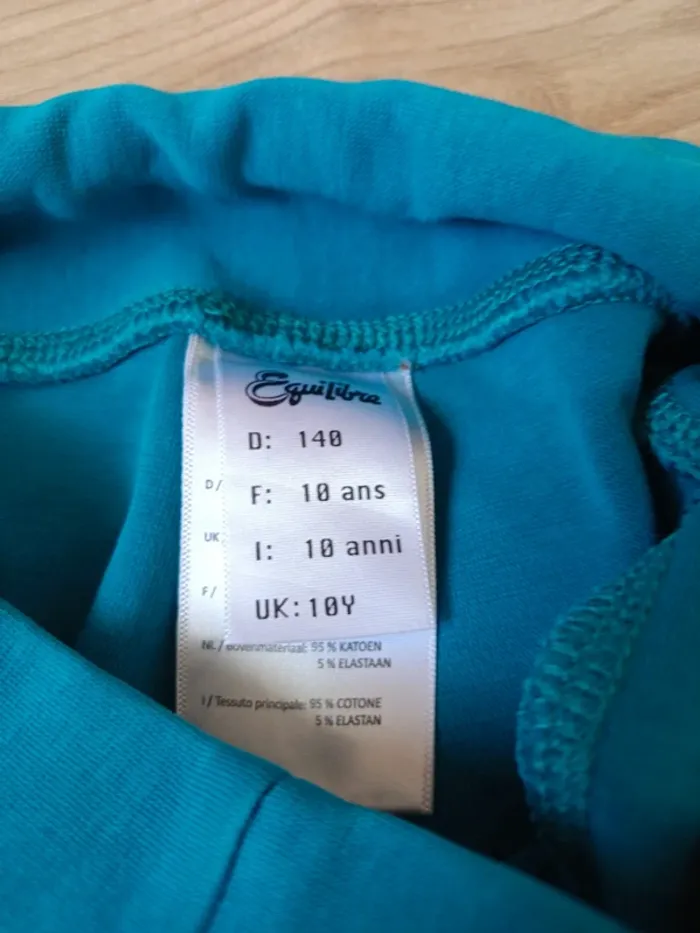 EquiLibre
D: 140
F: 10 ans
I: 10 anni
UK: 10Y
D/
UK
F/
NL / Bovenmateriaal: 95 % KATOEN
5 % ELASTAAN
I / Tessuto principale: 95 % COTONE
5 % ELASTAN